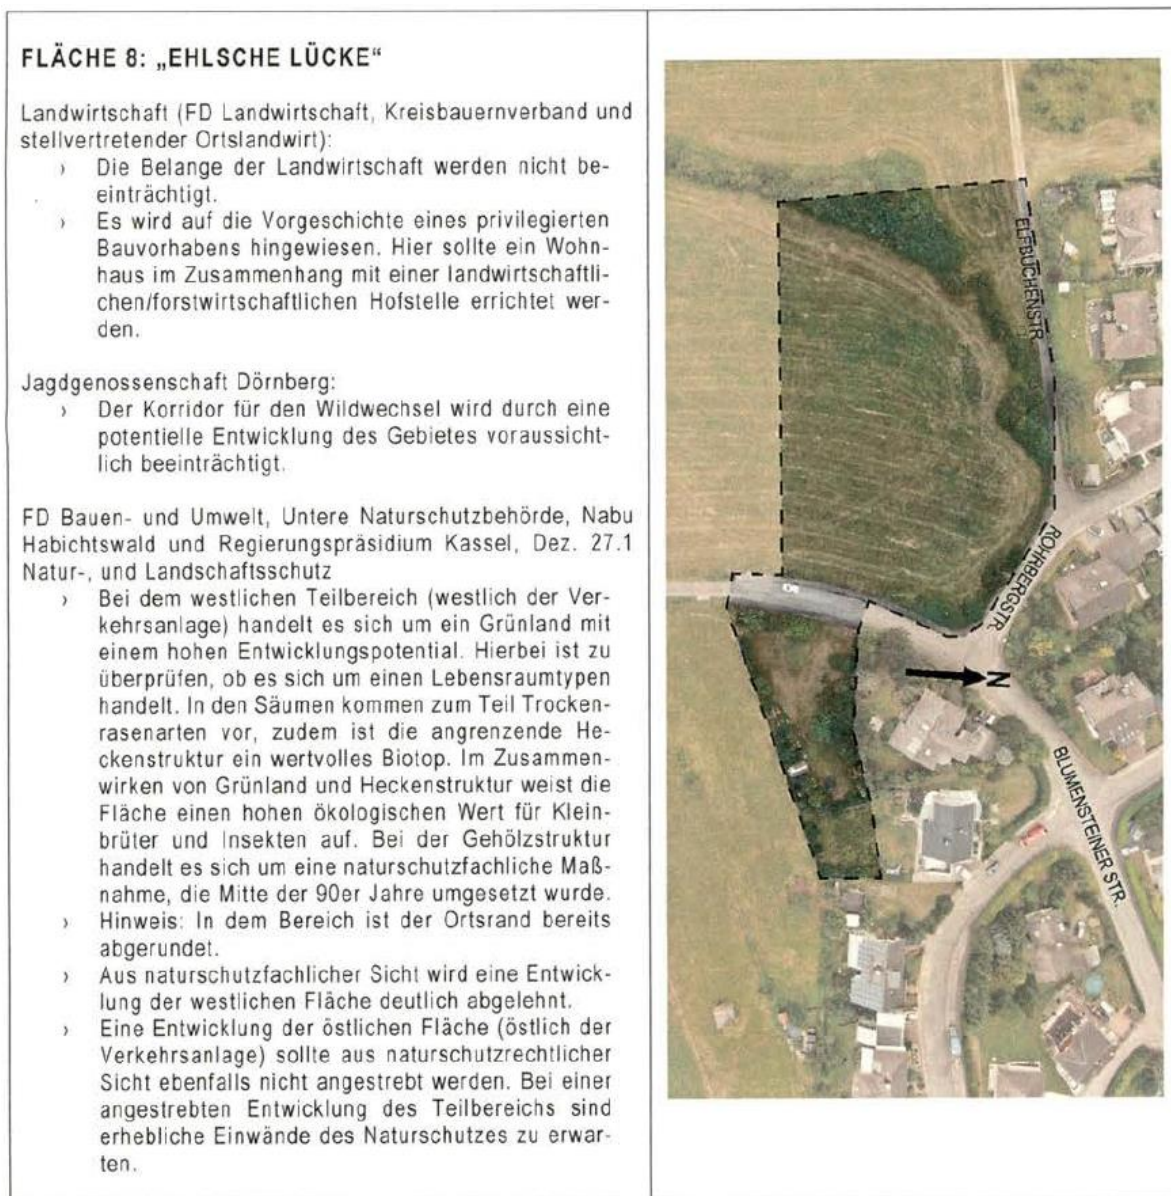 FLÄCHE 8: „EHLSCHE LÜCKE“
Landwirtschaft (FD Landwirtschaft, Kreisbauernverband und
stellvertretender Ortslandwirt):
› Die Belange der Landwirtschaft werden nicht be-
einträchtigt.
› Es wird auf die Vorgeschichte eines privilegierten
Bauvorhabens hingewiesen. Hier sollte ein Wohn-
haus im Zusammenhang mit einer landwirtschaftli-
chen/forstwirtschaftlichen Hofstelle errichtet wer-
den.
Jagdgenossenschaft Dörnberg:
› Der Korridor für den Wildwechsel wird durch eine
potentielle Entwicklung des Gebietes voraussicht-
lich beeinträchtigt.
FD Bauen- und Umwelt, Untere Naturschutzbehörde, Nabu
Habichtswald und Regierungspräsidium Kassel, Dez. 27.1
Natur-, und Landschaftsschutz
› Bei dem westlichen Teilbereich (westlich der Ver-
kehrsanlage) handelt es sich um ein Grünland mit
einem hohen Entwicklungspotential. Hierbei ist zu
überprüfen, ob es sich um einen Lebensraumtypen
handelt. In den Säumen kommen zum Teil Trocken-
rasenarten vor, zudem ist die angrenzende He-
ckenstruktur ein wertvolles Biotop. Im Zusammen-
wirken von Grünland und Heckenstruktur weist die
Fläche einen hohen ökologischen Wert für Klein-
brüter und Insekten auf. Bei der Gehölzstruktur
handelt es sich um eine naturschutzfachliche Maß-
nahme, die Mitte der 90er Jahre umgesetzt wurde.
› Hinweis: In dem Bereich ist der Ortsrand bereits
abgerundet.
› Aus naturschutzfachlicher Sicht wird eine Entwick-
lung der westlichen Fläche deutlich abgelehnt.
› Eine Entwicklung der östlichen Fläche (östlich der
Verkehrsanlage) sollte aus naturschutzrechtlicher
Sicht ebenfalls nicht angestrebt werden. Bei einer
angestrebten Entwicklung des Teilbereichs sind
erhebliche Einwände des Naturschutzes zu erwar-
ten.
ELFBUCHENSTR.
ROHRBERGSTR.
N
BLUMENSTEINER STR.